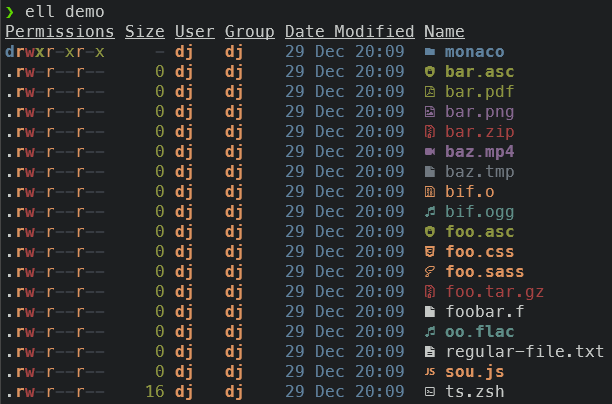 ❯ ell demo
Permissions Size User Group Date Modified Name
drwxr-xr-x - dj dj 29 Dec 20:09 monaco
.rw-r--r-- 0 dj dj 29 Dec 20:09 bar.asc
.rw-r--r-- 0 dj dj 29 Dec 20:09 bar.pdf
.rw-r--r-- 0 dj dj 29 Dec 20:09 bar.png
.rw-r--r-- 0 dj dj 29 Dec 20:09 bar.zip
.rw-r--r-- 0 dj dj 29 Dec 20:09 baz.mp4
.rw-r--r-- 0 dj dj 29 Dec 20:09 baz.tmp
.rw-r--r-- 0 dj dj 29 Dec 20:09 bif.o
.rw-r--r-- 0 dj dj 29 Dec 20:09 bif.ogg
.rw-r--r-- 0 dj dj 29 Dec 20:09 foo.asc
.rw-r--r-- 0 dj dj 29 Dec 20:09 foo.css
.rw-r--r-- 0 dj dj 29 Dec 20:09 foo.sass
.rw-r--r-- 0 dj dj 29 Dec 20:09 foo.tar.gz
.rw-r--r-- 0 dj dj 29 Dec 20:09 foobar.f
.rw-r--r-- 0 dj dj 29 Dec 20:09 oo.flac
.rw-r--r-- 0 dj dj 29 Dec 20:09 regular-file.txt
.rw-r--r-- 0 dj dj 29 Dec 20:09 JS sou.js
.rw-r--r-- 16 dj dj 29 Dec 20:09 ts.zsh